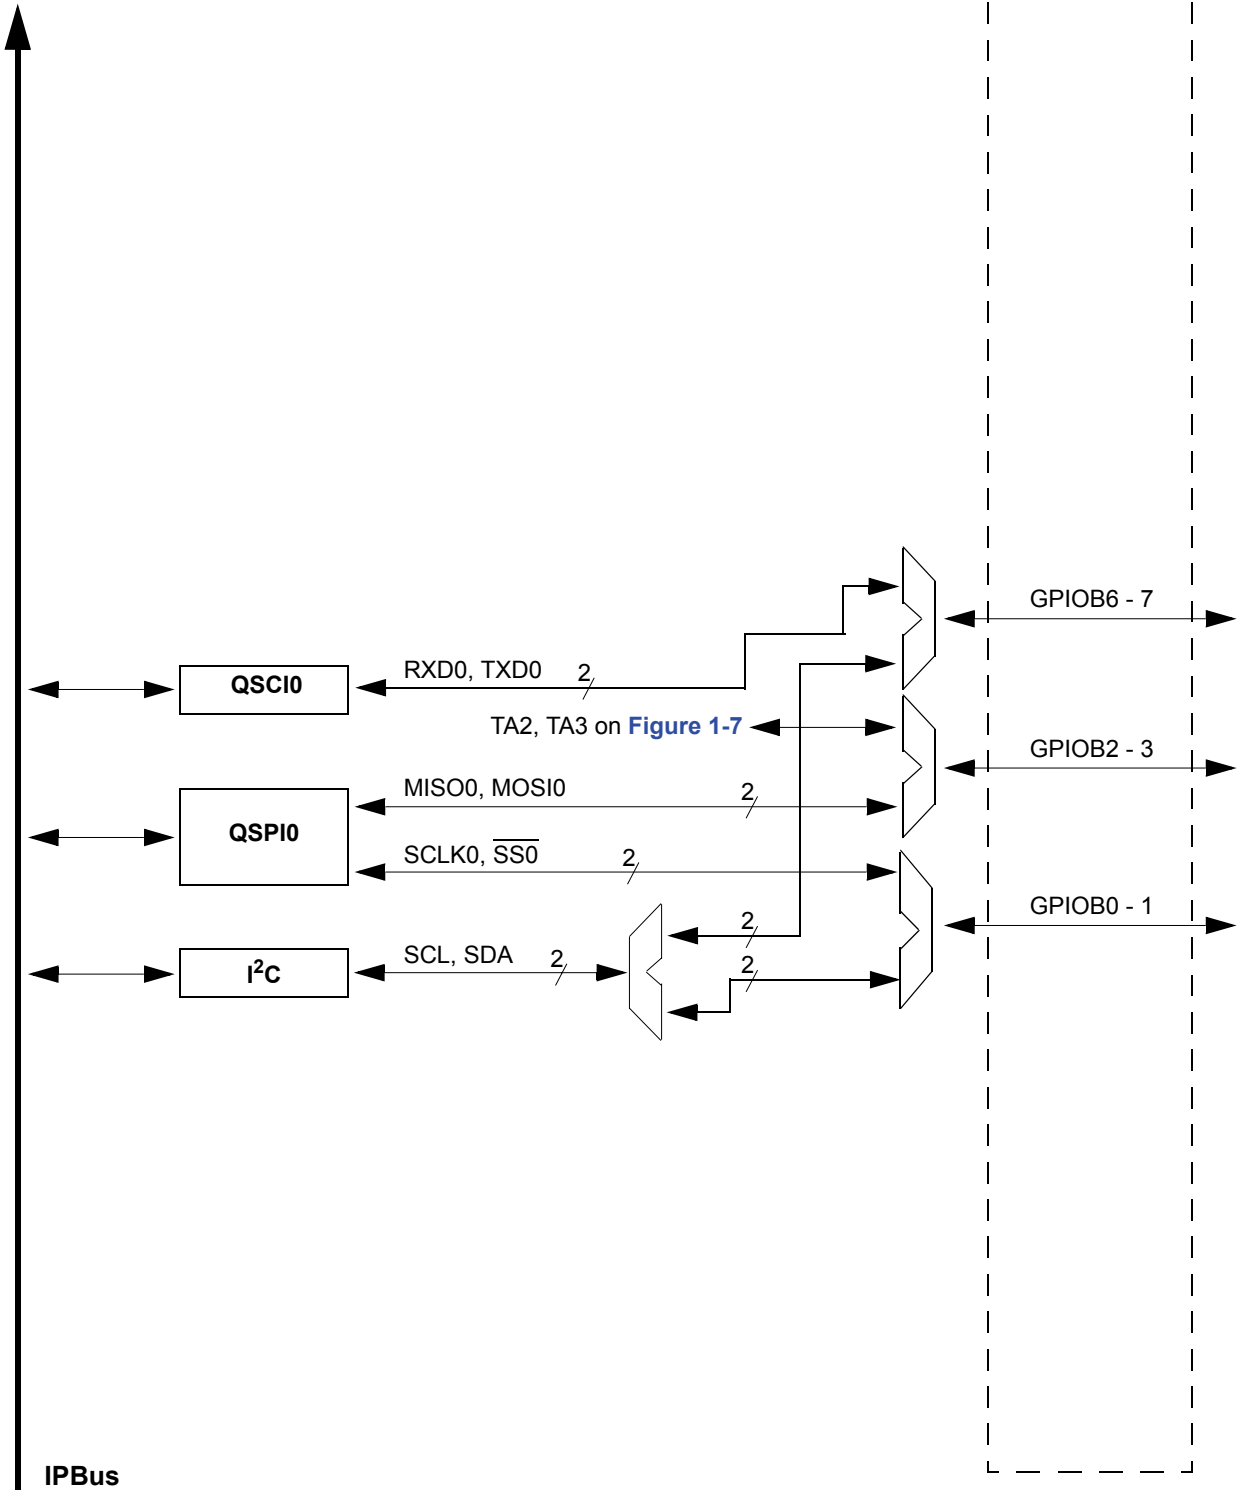 GPIOB6 - 7
RXD0, TXD0
2
QSCI0
TA2, TA3 on Figure 1-7
GPIOB2 - 3
MISO0, MOSI0
2
QSPI0
SCLK0, S̅S̅0̅
2
GPIOB0 - 1
2
SCL, SDA
2
2
I²C
IPBus